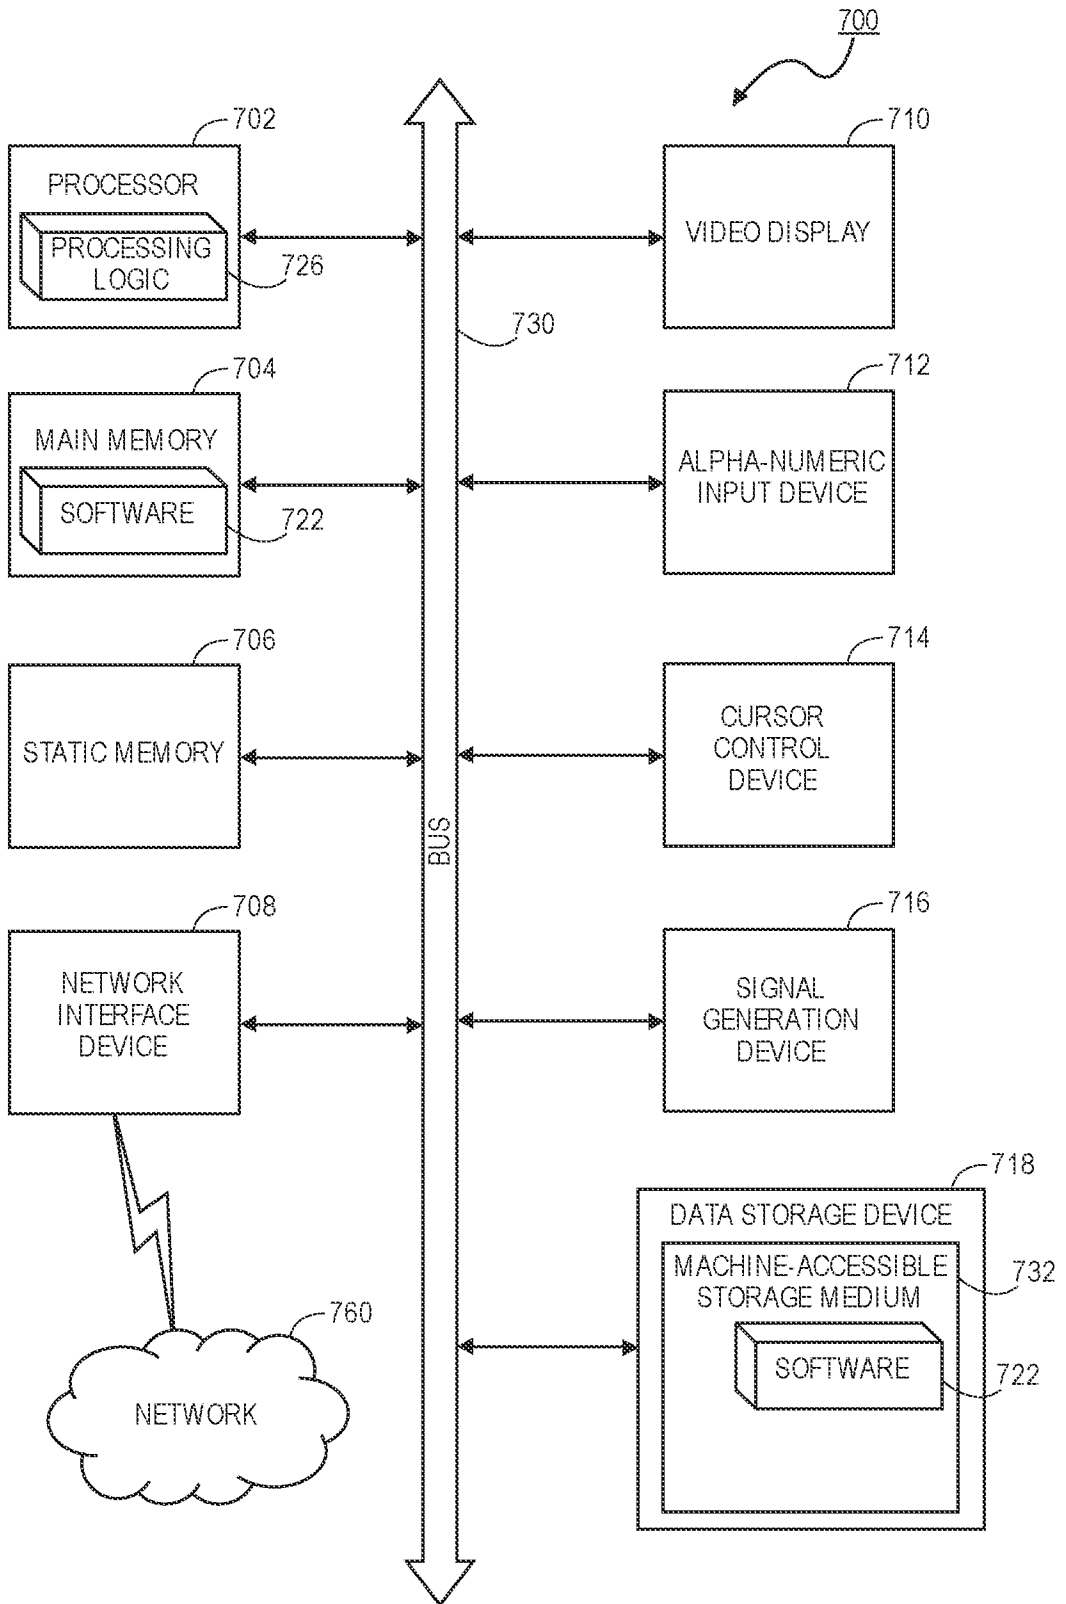 700
702
PROCESSOR
PROCESSING
LOGIC
726
704
MAIN MEMORY
SOFTWARE
722
706
STATIC MEMORY
708
NETWORK
INTERFACE
DEVICE
760
NETWORK
730
BUS
710
VIDEO DISPLAY
712
ALPHA-NUMERIC
INPUT DEVICE
714
CURSOR
CONTROL
DEVICE
716
SIGNAL
GENERATION
DEVICE
718
DATA STORAGE DEVICE
MACHINE-ACCESSIBLE
STORAGE MEDIUM
732
SOFTWARE
722